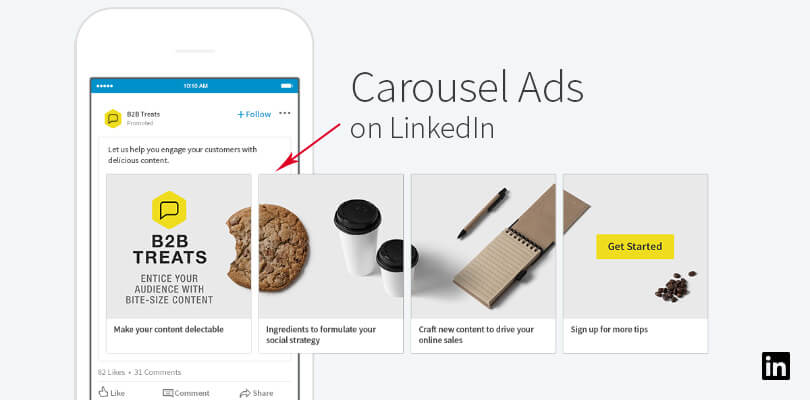 Carousel Ads
on LinkedIn
10:10 AM
B2B Treats
Promoted
+ Follow
Let us help you engage your customers with
delicious content.
B2B
TREATS
ENTICE YOUR
AUDIENCE WITH
BITE-SIZE CONTENT
Make your content delectable
Ingredients to formulate your
social strategy
Craft new content to drive your
online sales
Get Started
Sign up for more tips
82 Likes • 31 Comments
Like
Comment
Share
in